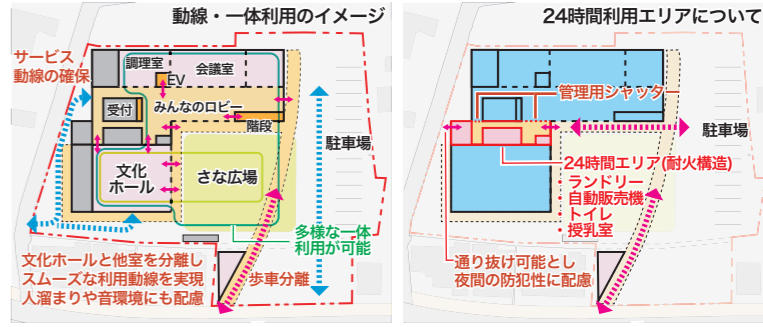 動線・一体利用のイメージ
サービス
動線の確保
調理室
会議室
EV
みんなのロビー
受付
階段
駐車場
文化
ホール
さな広場
多様な一体
利用が可能
文化ホールと他室を分離し
スムーズな利用動線を実現
人溜まりや音環境にも配慮
歩車分離
24時間利用エリアについて
管理用シャッタ
駐車場
24時間エリア(耐火構造)
・ランドリー
・自動販売機
・トイレ
・授乳室
通り抜け可能とし
夜間の防犯性に配慮